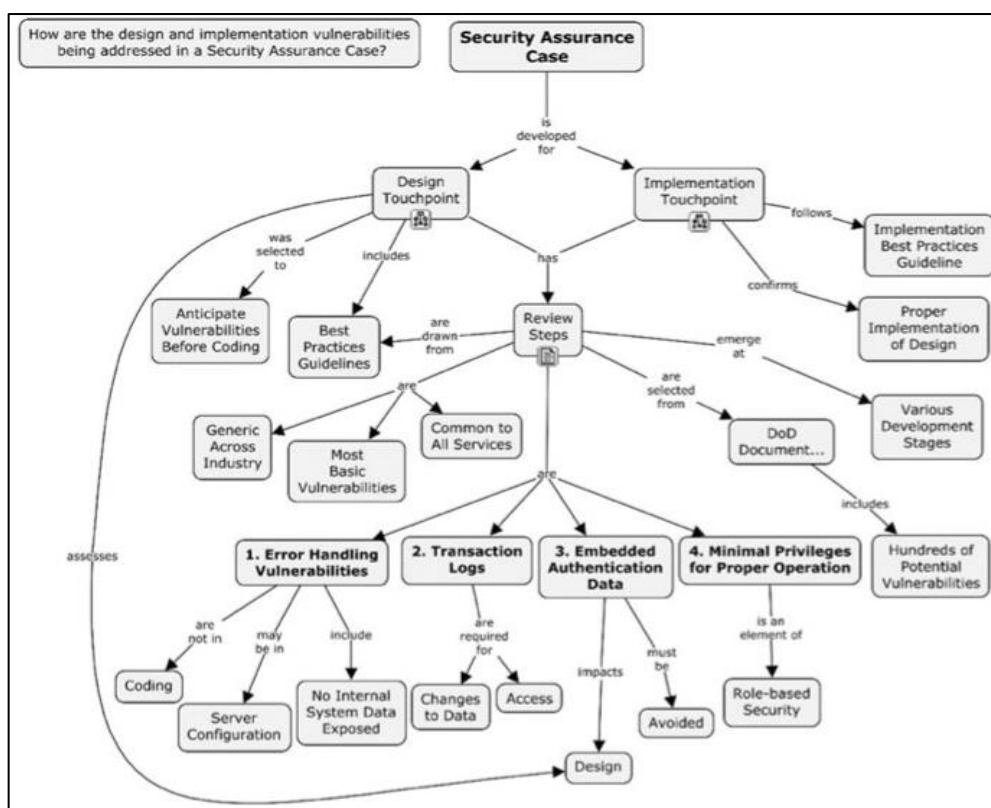 How are the design and implementation vulnerabilities
being addressed in a Security Assurance Case?
Security Assurance
Case
is
developed
for
Design
Touchpoint
Implementation
Touchpoint
was
selected
to
includes
has
follows
confirms
Implementation
Best Practices
Guideline
Anticipate
Vulnerabilities
Before Coding
Best
Practices
Guidelines
are
drawn
from
Review
Steps
emerge
at
Proper
Implementation
of Design
are
are
selected
from
Generic
Across
Industry
Most
Basic
Vulnerabilities
Common to
All Services
DoD
Document...
Various
Development
Stages
are
includes
assesses
1. Error Handling
Vulnerabilities
2. Transaction
Logs
3. Embedded
Authentication
Data
4. Minimal Privileges
for Proper Operation
Hundreds of
Potential
Vulnerabilities
are
not in
may
be in
include
are
required
for
impacts
must
be
is an
element of
Coding
Server
Configuration
No Internal
System Data
Exposed
Changes
to Data
Access
Avoided
Role-based
Security
Design